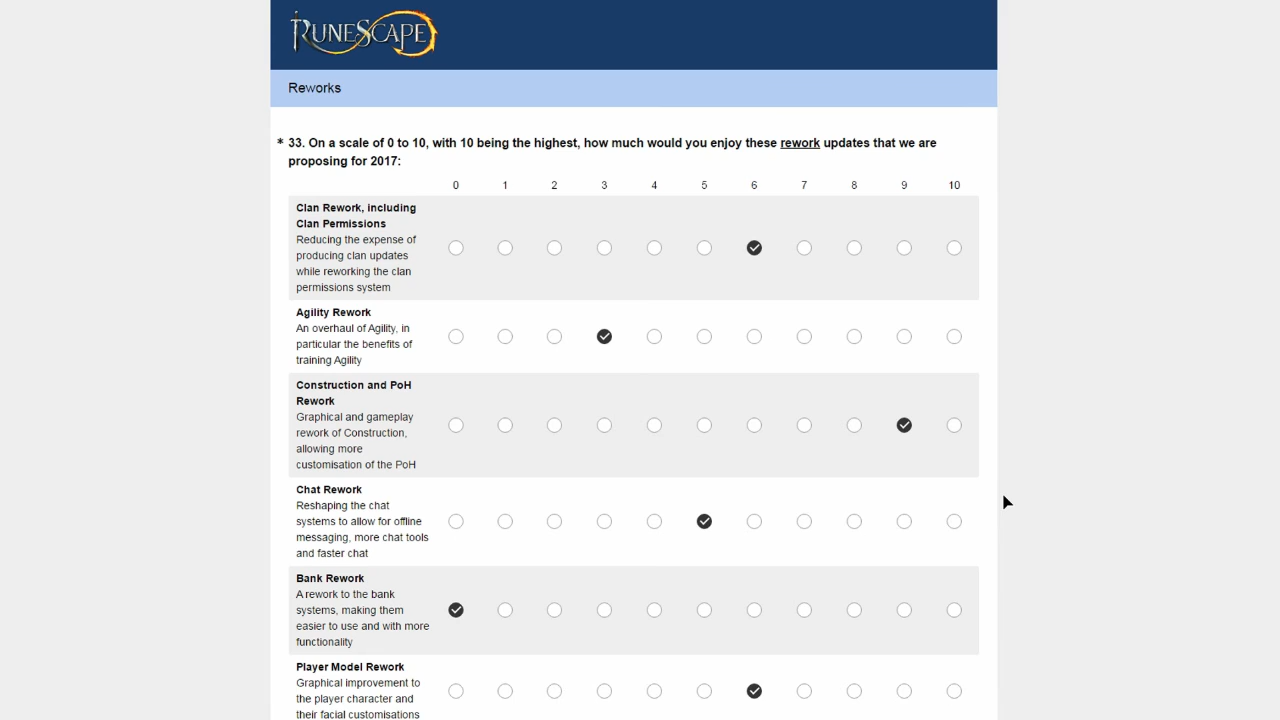 RUNESCAPE
Reworks
* 33. On a scale of 0 to 10, with 10 being the highest, how much would you enjoy these rework updates that we are
proposing for 2017:
0 1 2 3 4 5 6 7 8 9 10
Clan Rework, including
Clan Permissions
Reducing the expense of
producing clan updates
while reworking the clan
permissions system
Agility Rework
An overhaul of Agility, in
particular the benefits of
training Agility
Construction and PoH
Rework
Graphical and gameplay
rework of Construction,
allowing more
customisation of the PoH
Chat Rework
Reshaping the chat
systems to allow for offline
messaging, more chat tools
and faster chat
Bank Rework
A rework to the bank
systems, making them
easier to use and with more
functionality
Player Model Rework
Graphical improvement to
the player character and
their facial customisations